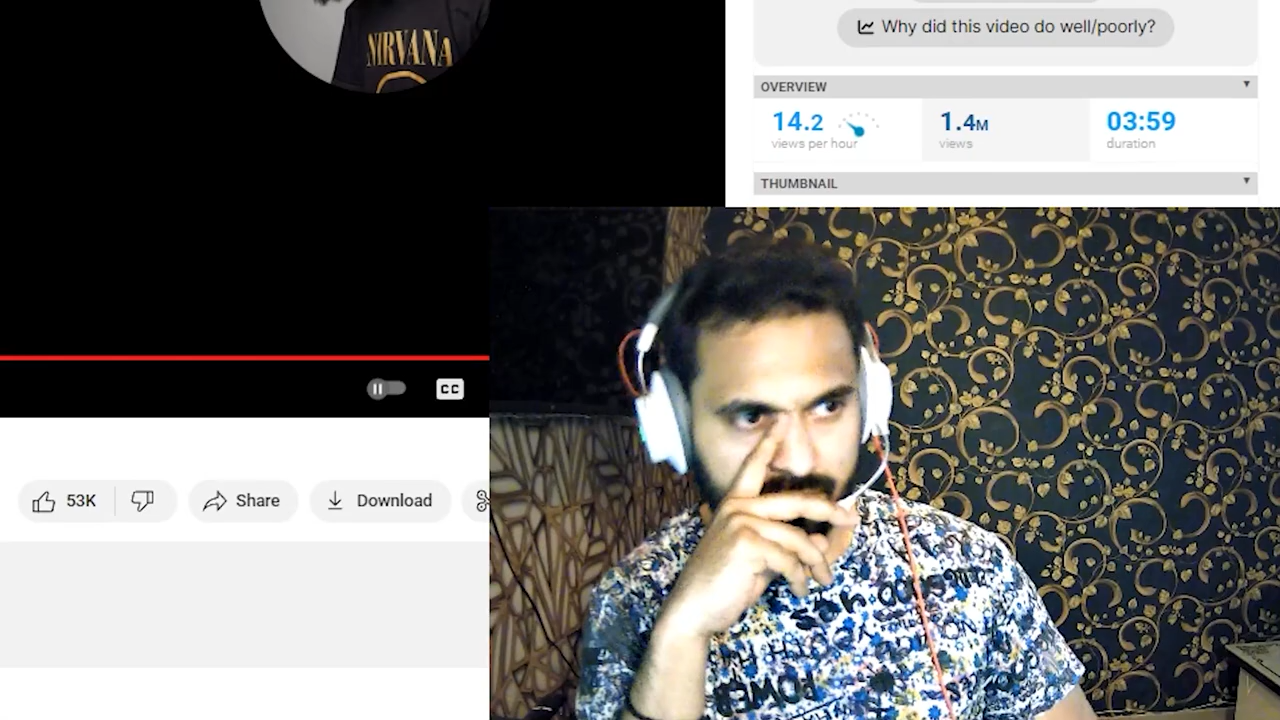 NIRVANA
Why did this video do well/poorly?
OVERVIEW
14.2
views per hour
1.4M
views
03:59
duration
THUMBNAIL
CC
53K
Share
Download
POWER